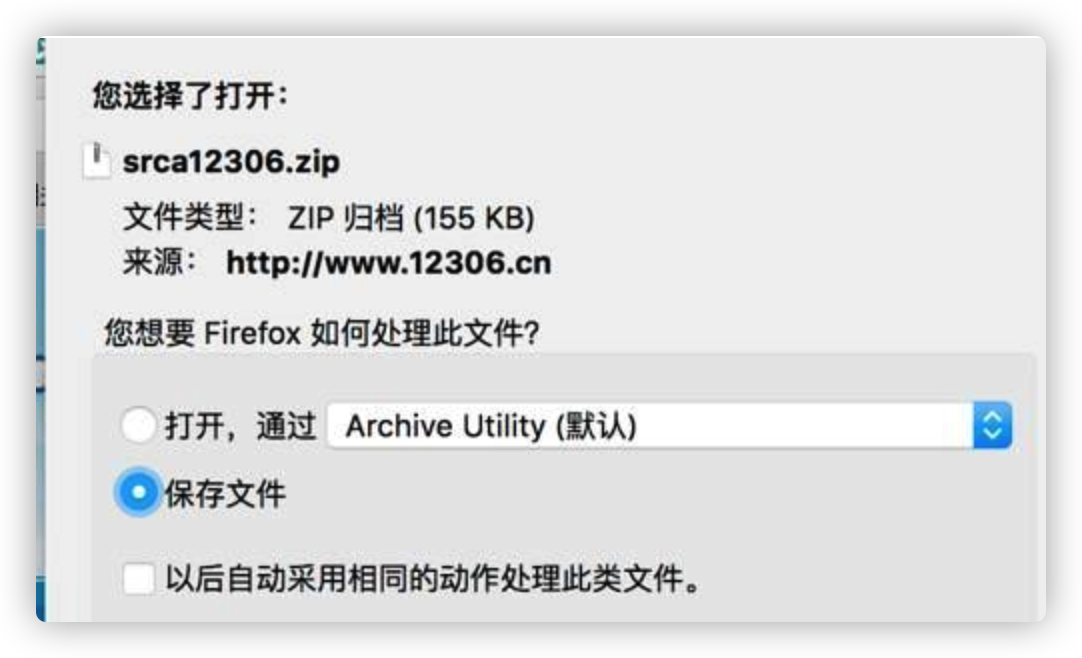 您选择了打开：
srca12306.zip
文件类型： ZIP 归档 (155 KB)
来源： http://www.12306.cn
您想要 Firefox 如何处理此文件？
打开，通过 Archive Utility (默认)
保存文件
以后自动采用相同的动作处理此类文件。